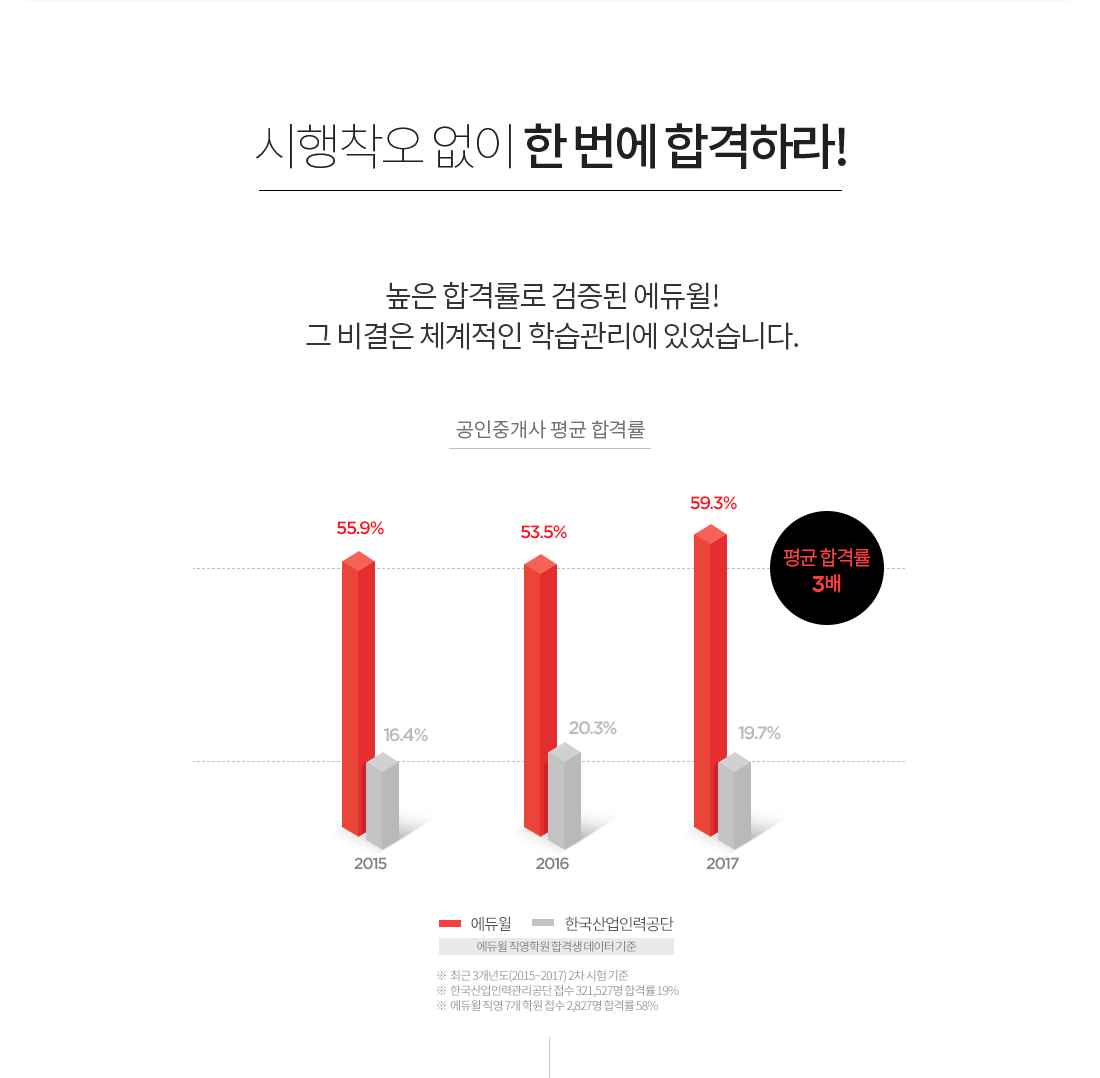 시행착오 없이 한 번에 합격하라!
높은 합격률로 검증된 에듀윌!
그 비결은 체계적인 학습관리에 있었습니다.
공인중개사 평균 합격률
55.9%
53.5%
59.3%
평균 합격률
3배
16.4%
20.3%
19.7%
2015
2016
2017
에듀윌 한국산업인력공단
에듀윌 직영학원 합격생 데이터 기준
※ 최근 3개년도(2015~2017) 2차 시험 기준
※ 한국산업인력관리공단 접수 321,527명 합격률 19%
※ 에듀윌 직영 7개 학원 접수 2,827명 합격률 58%